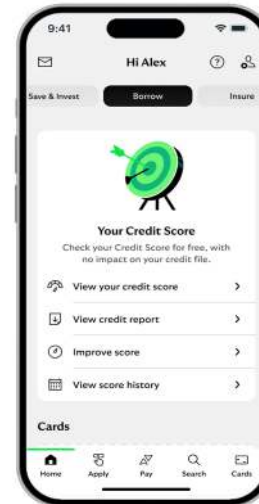 9:41
Hi Alex
Save & Invest
Borrow
Insure
Your Credit Score
Check your Credit Score for free, with
no impact on your credit file.
View your credit score
View credit report
Improve score
View score history
Cards
Home
Apply
Pay
Search
Cards